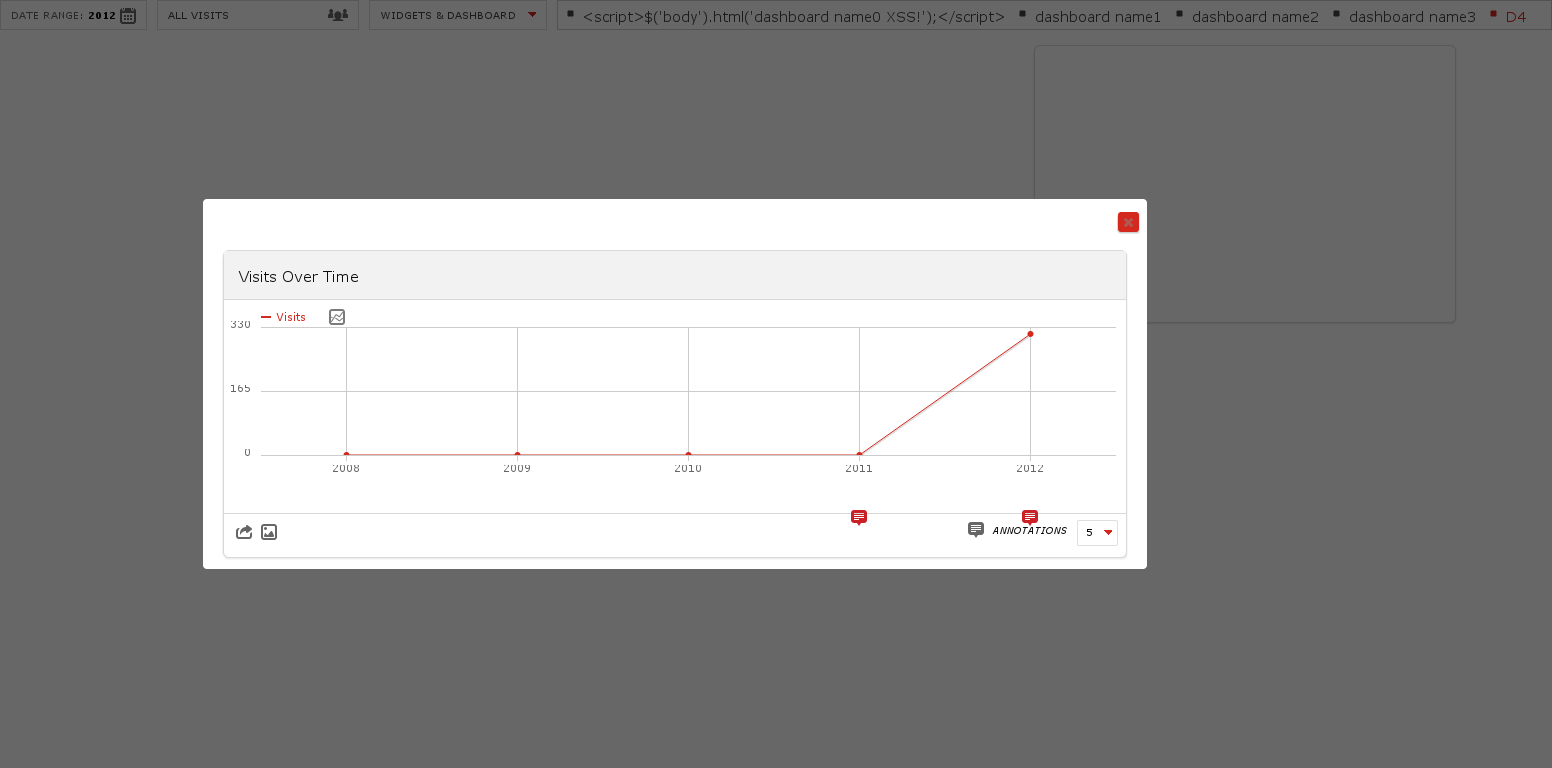 DATE RANGE: 2012
ALL VISITS
WIDGETS & DASHBOARD
<script>$('body').html('dashboard name0 XSS!');</script>
dashboard name1
dashboard name2
dashboard name3
D4
Visits Over Time
Visits
330
165
0
2008 2009 2010 2011 2012
ANNOTATIONS 5